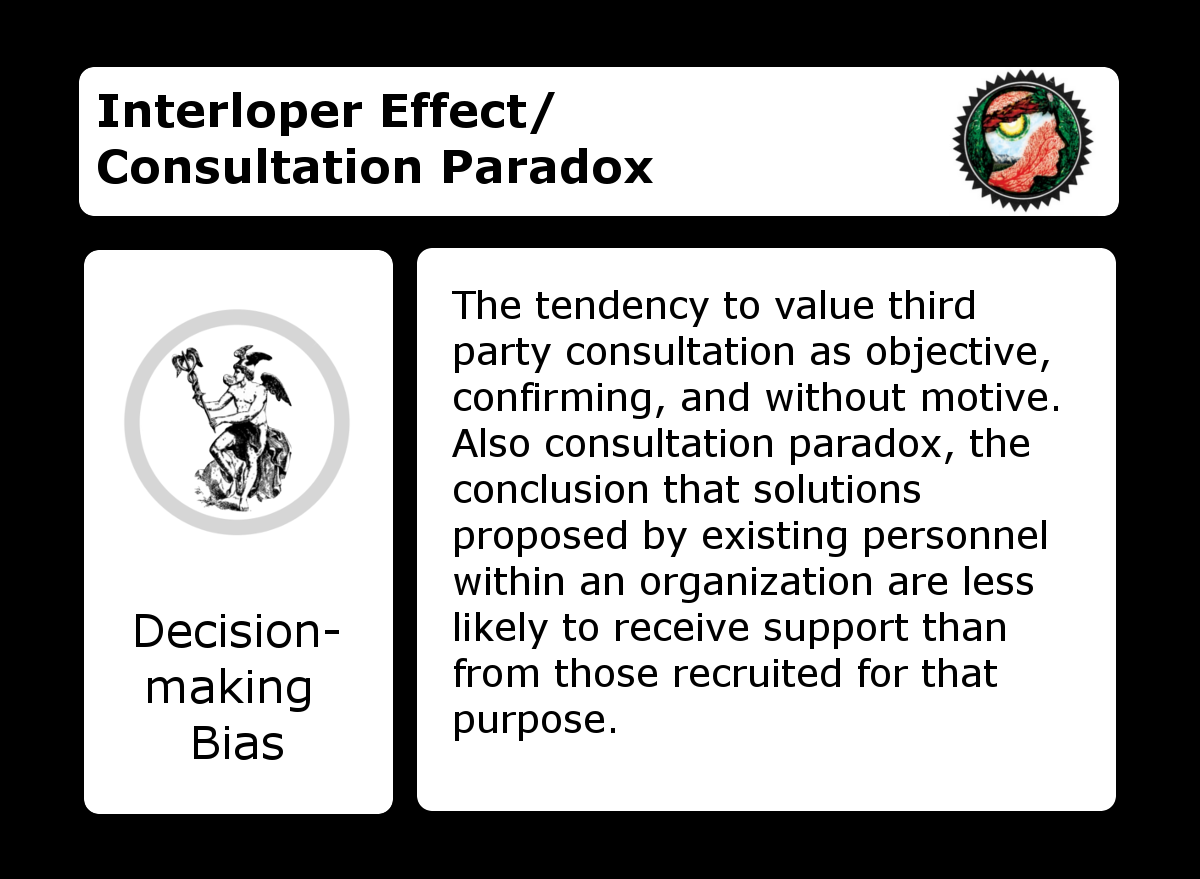 Interloper Effect/
Consultation Paradox
Decision-
making
Bias
The tendency to value third
party consultation as objective,
confirming, and without motive.
Also consultation paradox, the
conclusion that solutions
proposed by existing personnel
within an organization are less
likely to receive support than
from those recruited for that
purpose.